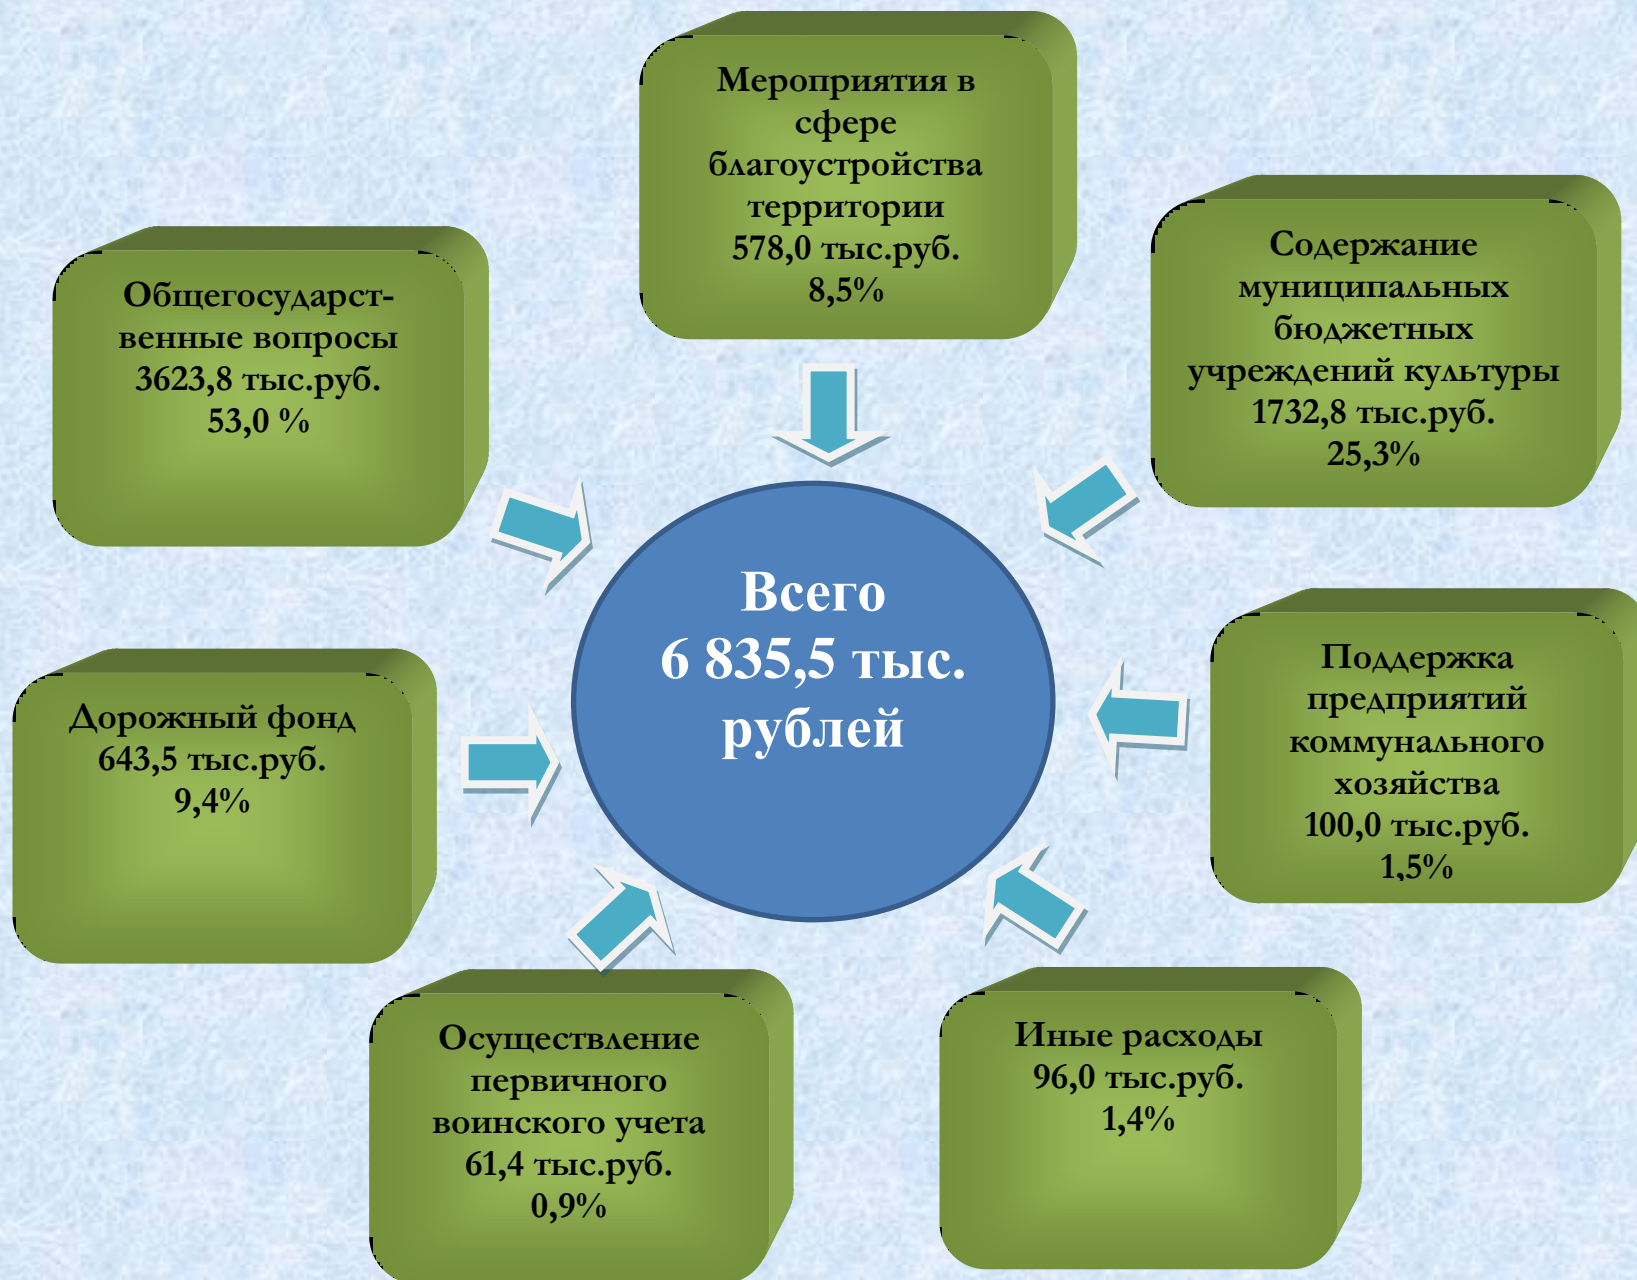 Мероприятия в
сфере
благоустройства
территории
578,0 тыс.руб.
8,5%
Общегосударст-
венные вопросы
3623,8 тыс.руб.
53,0 %
Содержание
муниципальных
бюджетных
учреждений культуры
1732,8 тыс.руб.
25,3%
Всего
6 835,5 тыс.
рублей
Дорожный фонд
643,5 тыс.руб.
9,4%
Поддержка
предприятий
коммунального
хозяйства
100,0 тыс.руб.
1,5%
Осуществление
первичного
воинского учета
61,4 тыс.руб.
0,9%
Иные расходы
96,0 тыс.руб.
1,4%